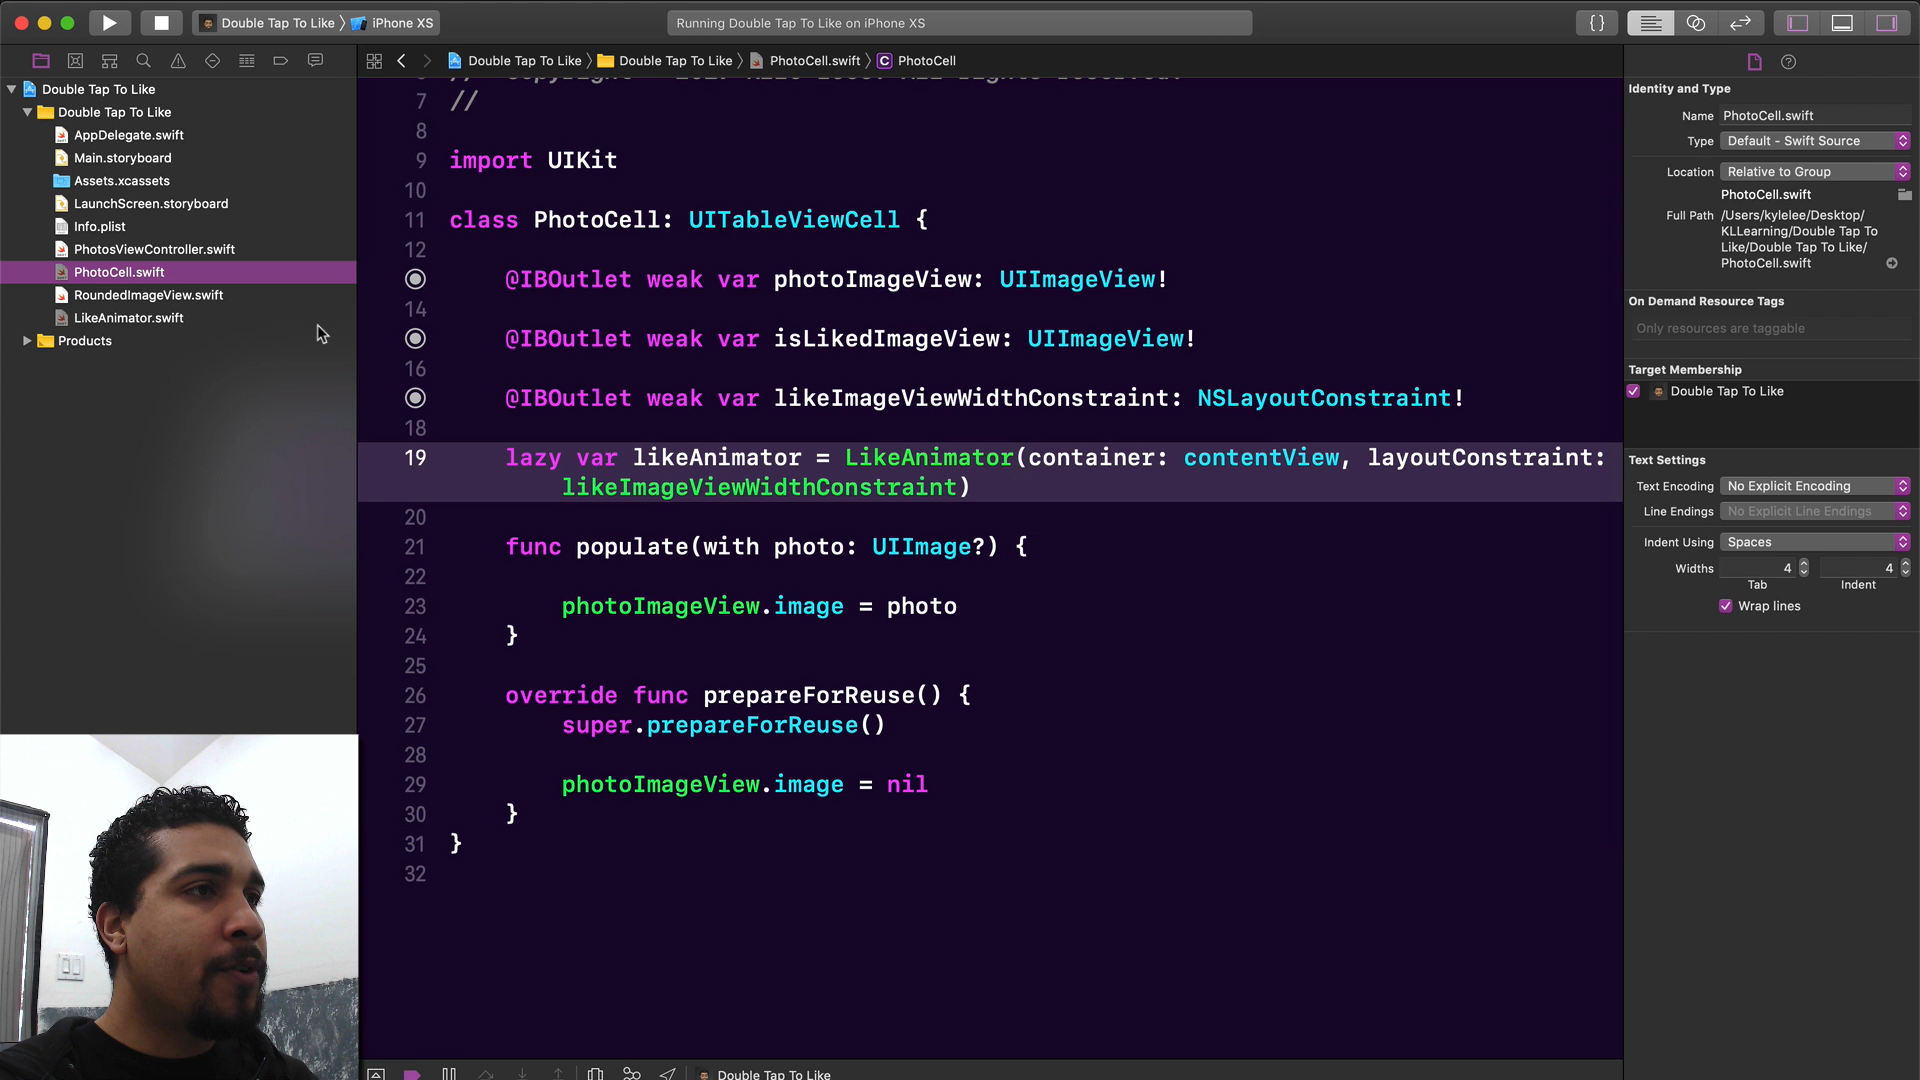 Double Tap To Like iPhone XS
Running Double Tap To Like on iPhone XS
{}
Double Tap To Like
Double Tap To Like
AppDelegate.swift
Main.storyboard
Assets.xcassets
LaunchScreen.storyboard
Info.plist
PhotosViewController.swift
PhotoCell.swift
RoundedImageView.swift
LikeAnimator.swift
Products
Double Tap To Like Double Tap To Like PhotoCell.swift C PhotoCell
7 //
8
9 import UIKit
10
11 class PhotoCell: UITableViewCell {
12
@IBOutlet weak var photoImageView: UIImageView!
14
@IBOutlet weak var isLikedImageView: UIImageView!
16
@IBOutlet weak var likeImageViewWidthConstraint: NSLayoutConstraint!
18
19 lazy var likeAnimator = LikeAnimator(container: contentView, layoutConstraint:
likeImageViewWidthConstraint)
20
21 func populate(with photo: UIImage?) {
22
23 photoImageView.image = photo
24 }
25
26 override func prepareForReuse() {
27 super.prepareForReuse()
28
29 photoImageView.image = nil
30 }
31 }
32
Double Tap To Like
Identity and Type
Name PhotoCell.swift
Type Default - Swift Source
Location Relative to Group
PhotoCell.swift
Full Path /Users/kylelee/Desktop/
KLLearning/Double Tap To
Like/Double Tap To Like/
PhotoCell.swift
On Demand Resource Tags
Only resources are taggable
Target Membership
Double Tap To Like
Text Settings
Text Encoding No Explicit Encoding
Line Endings No Explicit Line Endings
Indent Using Spaces
Widths 4 4
Tab Indent
Wrap lines